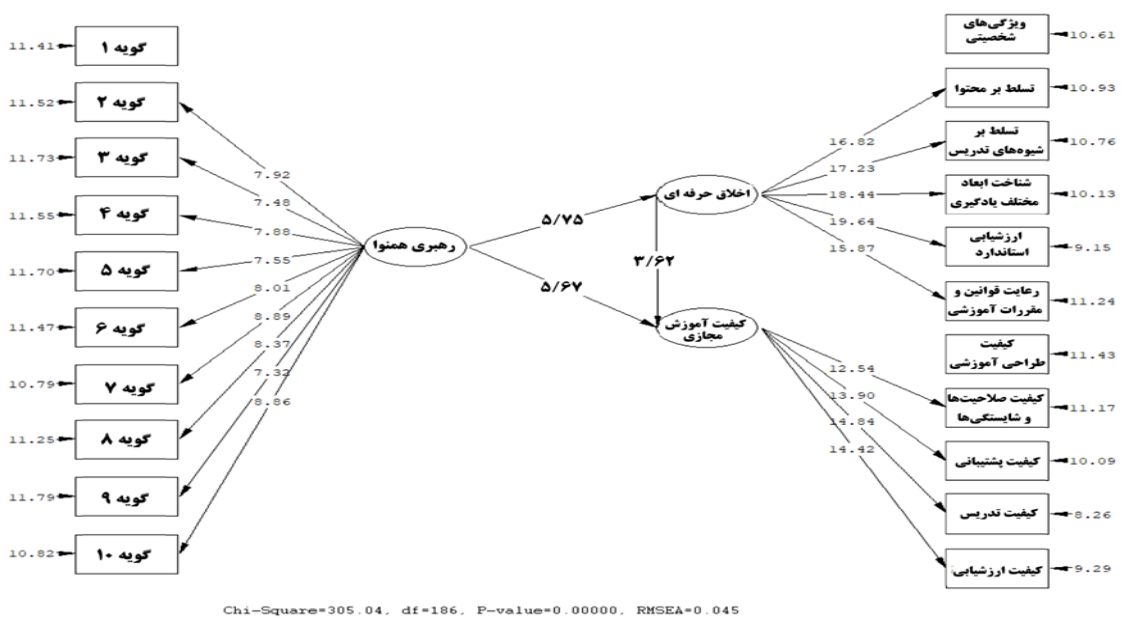 11.41
گویه ۱
11.52
گویه ۲
11.73
گویه ۳
11.55
گویه ۴
11.70
گویه ۵
11.47
گویه ۶
10.79
گویه ۷
11.25
گویه ۸
11.79
گویه ۹
10.82
گویه ۱۰
7.92
7.48
7.88
7.55
8.01
8.89
8.37
7.32
8.86
رهبری همنوا
۵/۷۵
۵/۶۷
اخلاق حرفه ای
۳/۶۲
کیفیت آموزش
مجازی
16.82
17.23
18.44
19.64
15.87
12.54
13.90
14.84
14.42
ویژگی‌های
شخصیتی
10.61
تسلط بر محتوا
10.93
تسلط بر
شیوه‌های تدریس
10.76
شناخت ابعاد
مختلف یادگیری
10.13
ارزشیابی
استاندارد
9.15
رعایت قوانین و
مقررات آموزشی
11.24
کیفیت
طراحی آموزشی
11.43
کیفیت صلاحیت‌ها
و شایستگی‌ها
11.17
کیفیت پشتیبانی
10.09
کیفیت تدریس
8.26
کیفیت ارزشیابی
9.29
Chi-Square=305.04, df=186, P-value=0.00000, RMSEA=0.045